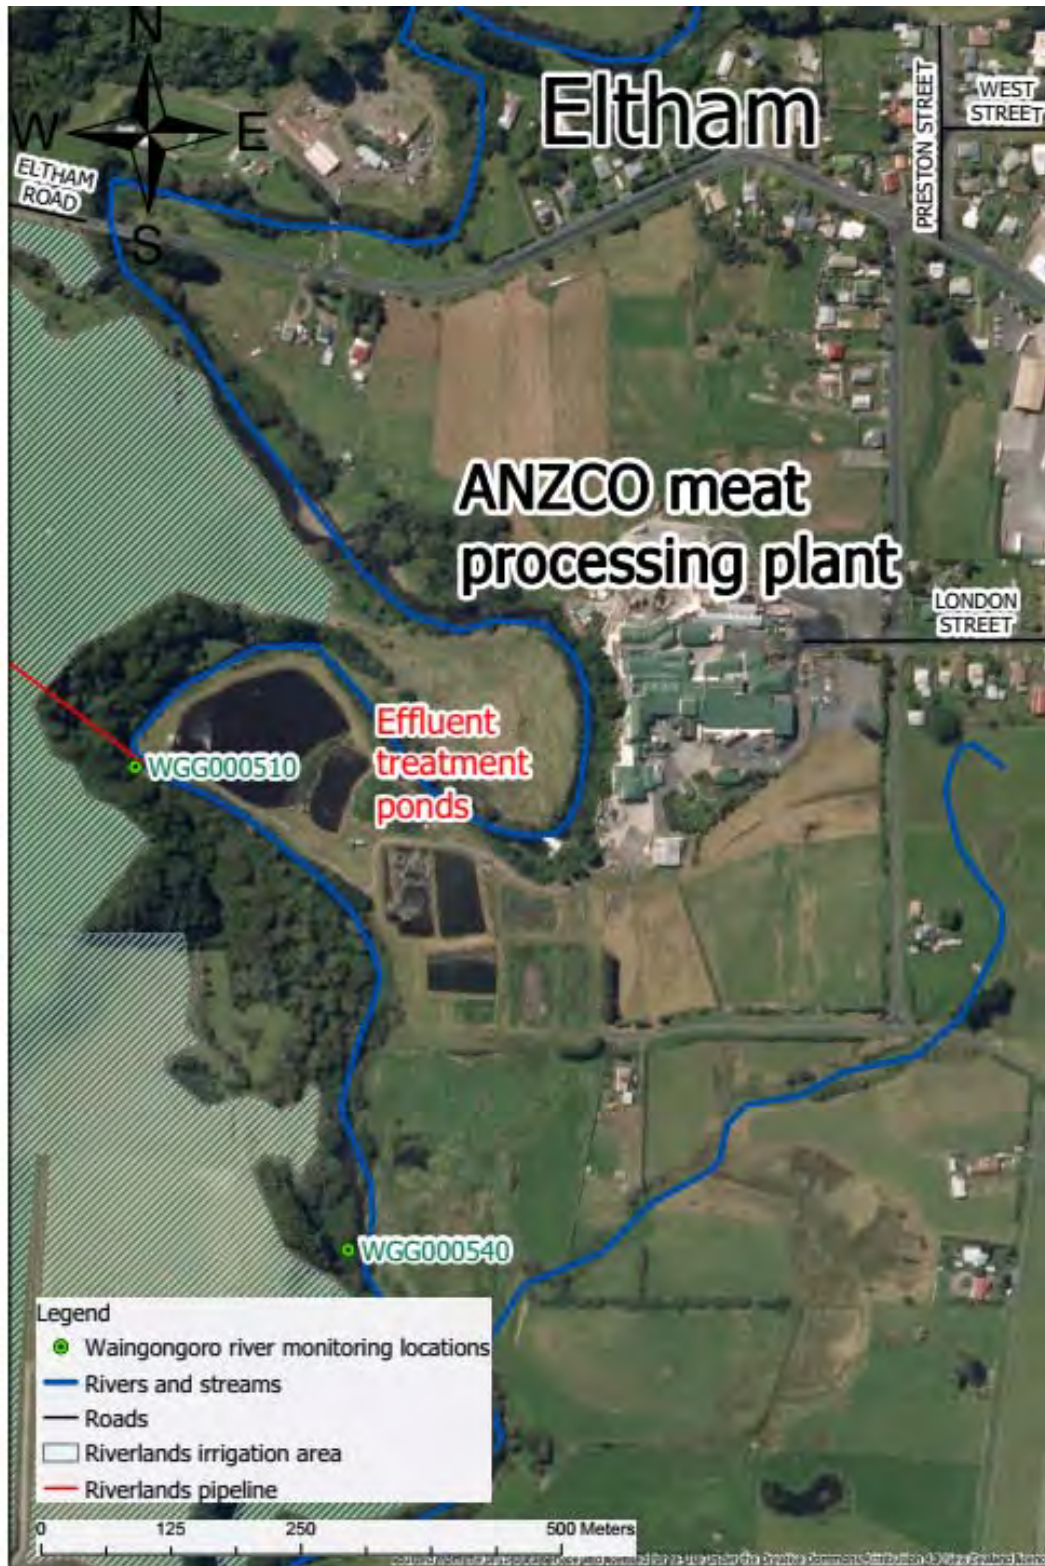 N
Eltham
W
E
S
PRESTON STREET
WEST
STREET
ELTHAM
ROAD
ANZCO meat
processing plant
LONDON
STREET
Effluent
treatment
ponds
WGG000510
WGG000540
Legend
Waingongoro river monitoring locations
Rivers and streams
Roads
Riverlands irrigation area
Riverlands pipeline
0 125 250 500 Meters